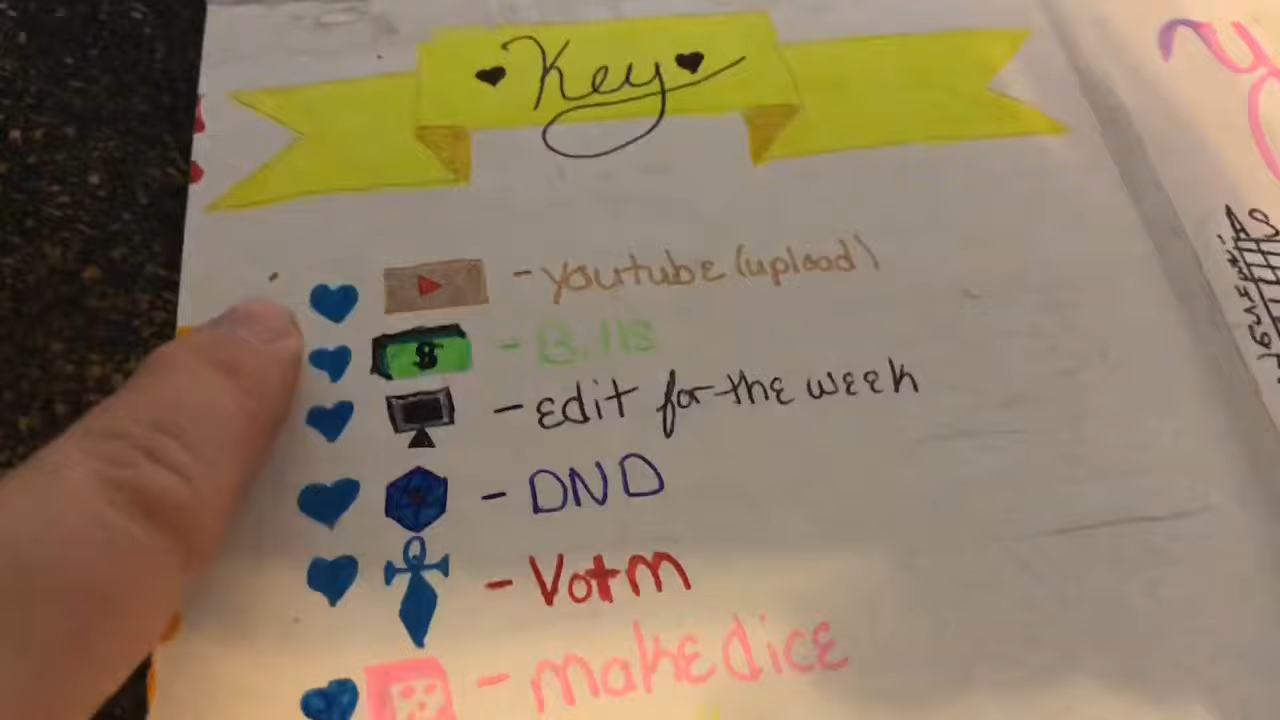 Key
- youtube (upload)
$
- Bills
- edit for the week
- DND
- Votm
- make dice